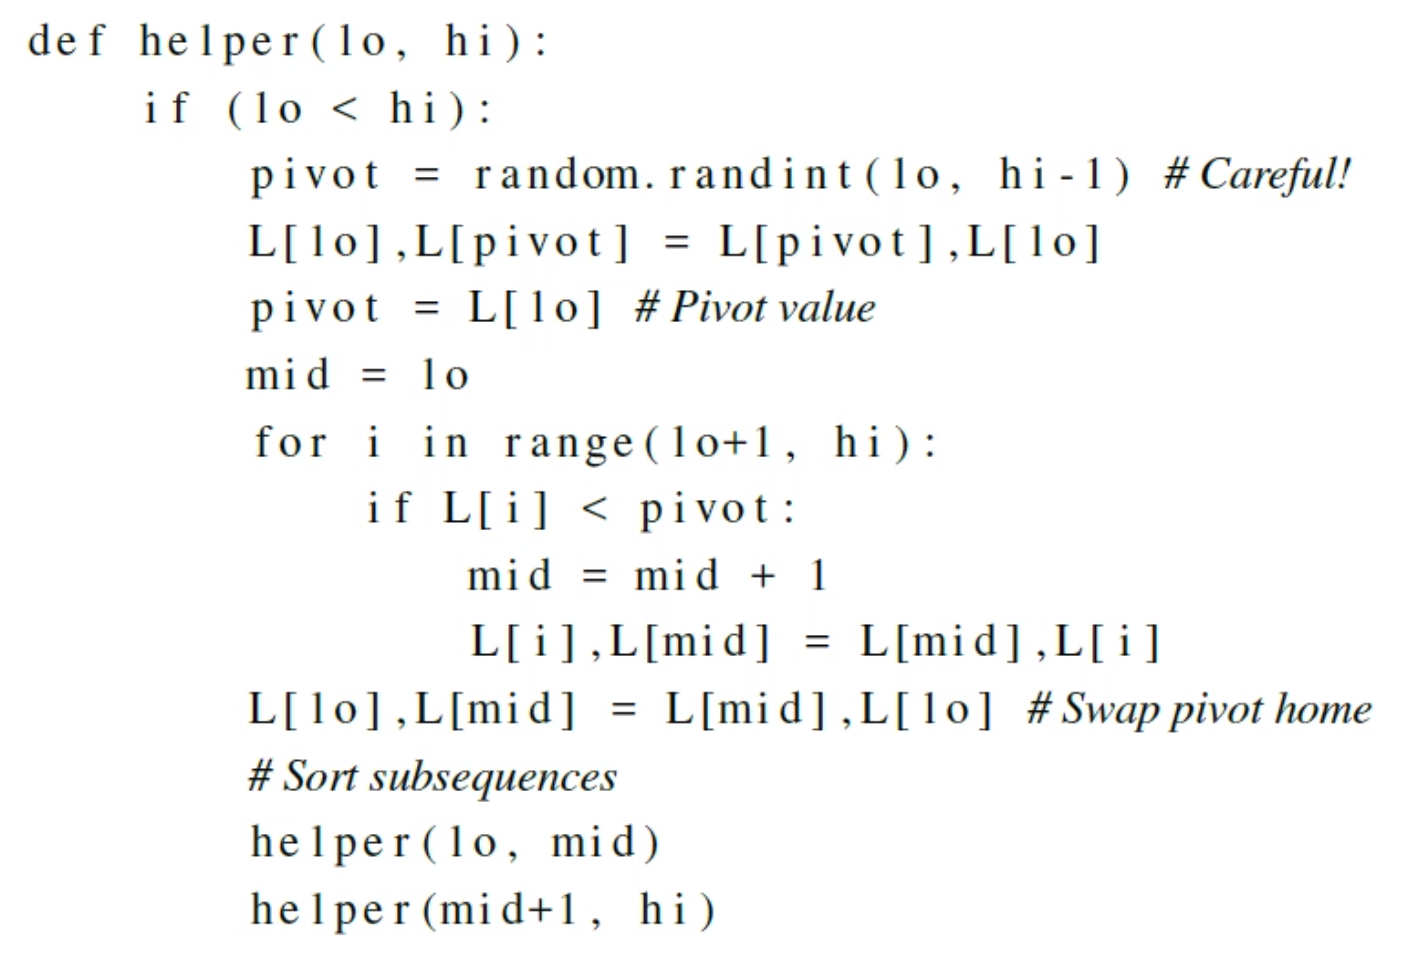 def helper(lo, hi):
    if (lo < hi):
        pivot = random.randint(lo, hi-1) # Careful!
        L[lo],L[pivot] = L[pivot],L[lo]
        pivot = L[lo] # Pivot value
        mid = lo
        for i in range(lo+1, hi):
            if L[i] < pivot:
                mid = mid + 1
                L[i],L[mid] = L[mid],L[i]
        L[lo],L[mid] = L[mid],L[lo] # Swap pivot home
        # Sort subsequences
        helper(lo, mid)
        helper(mid+1, hi)